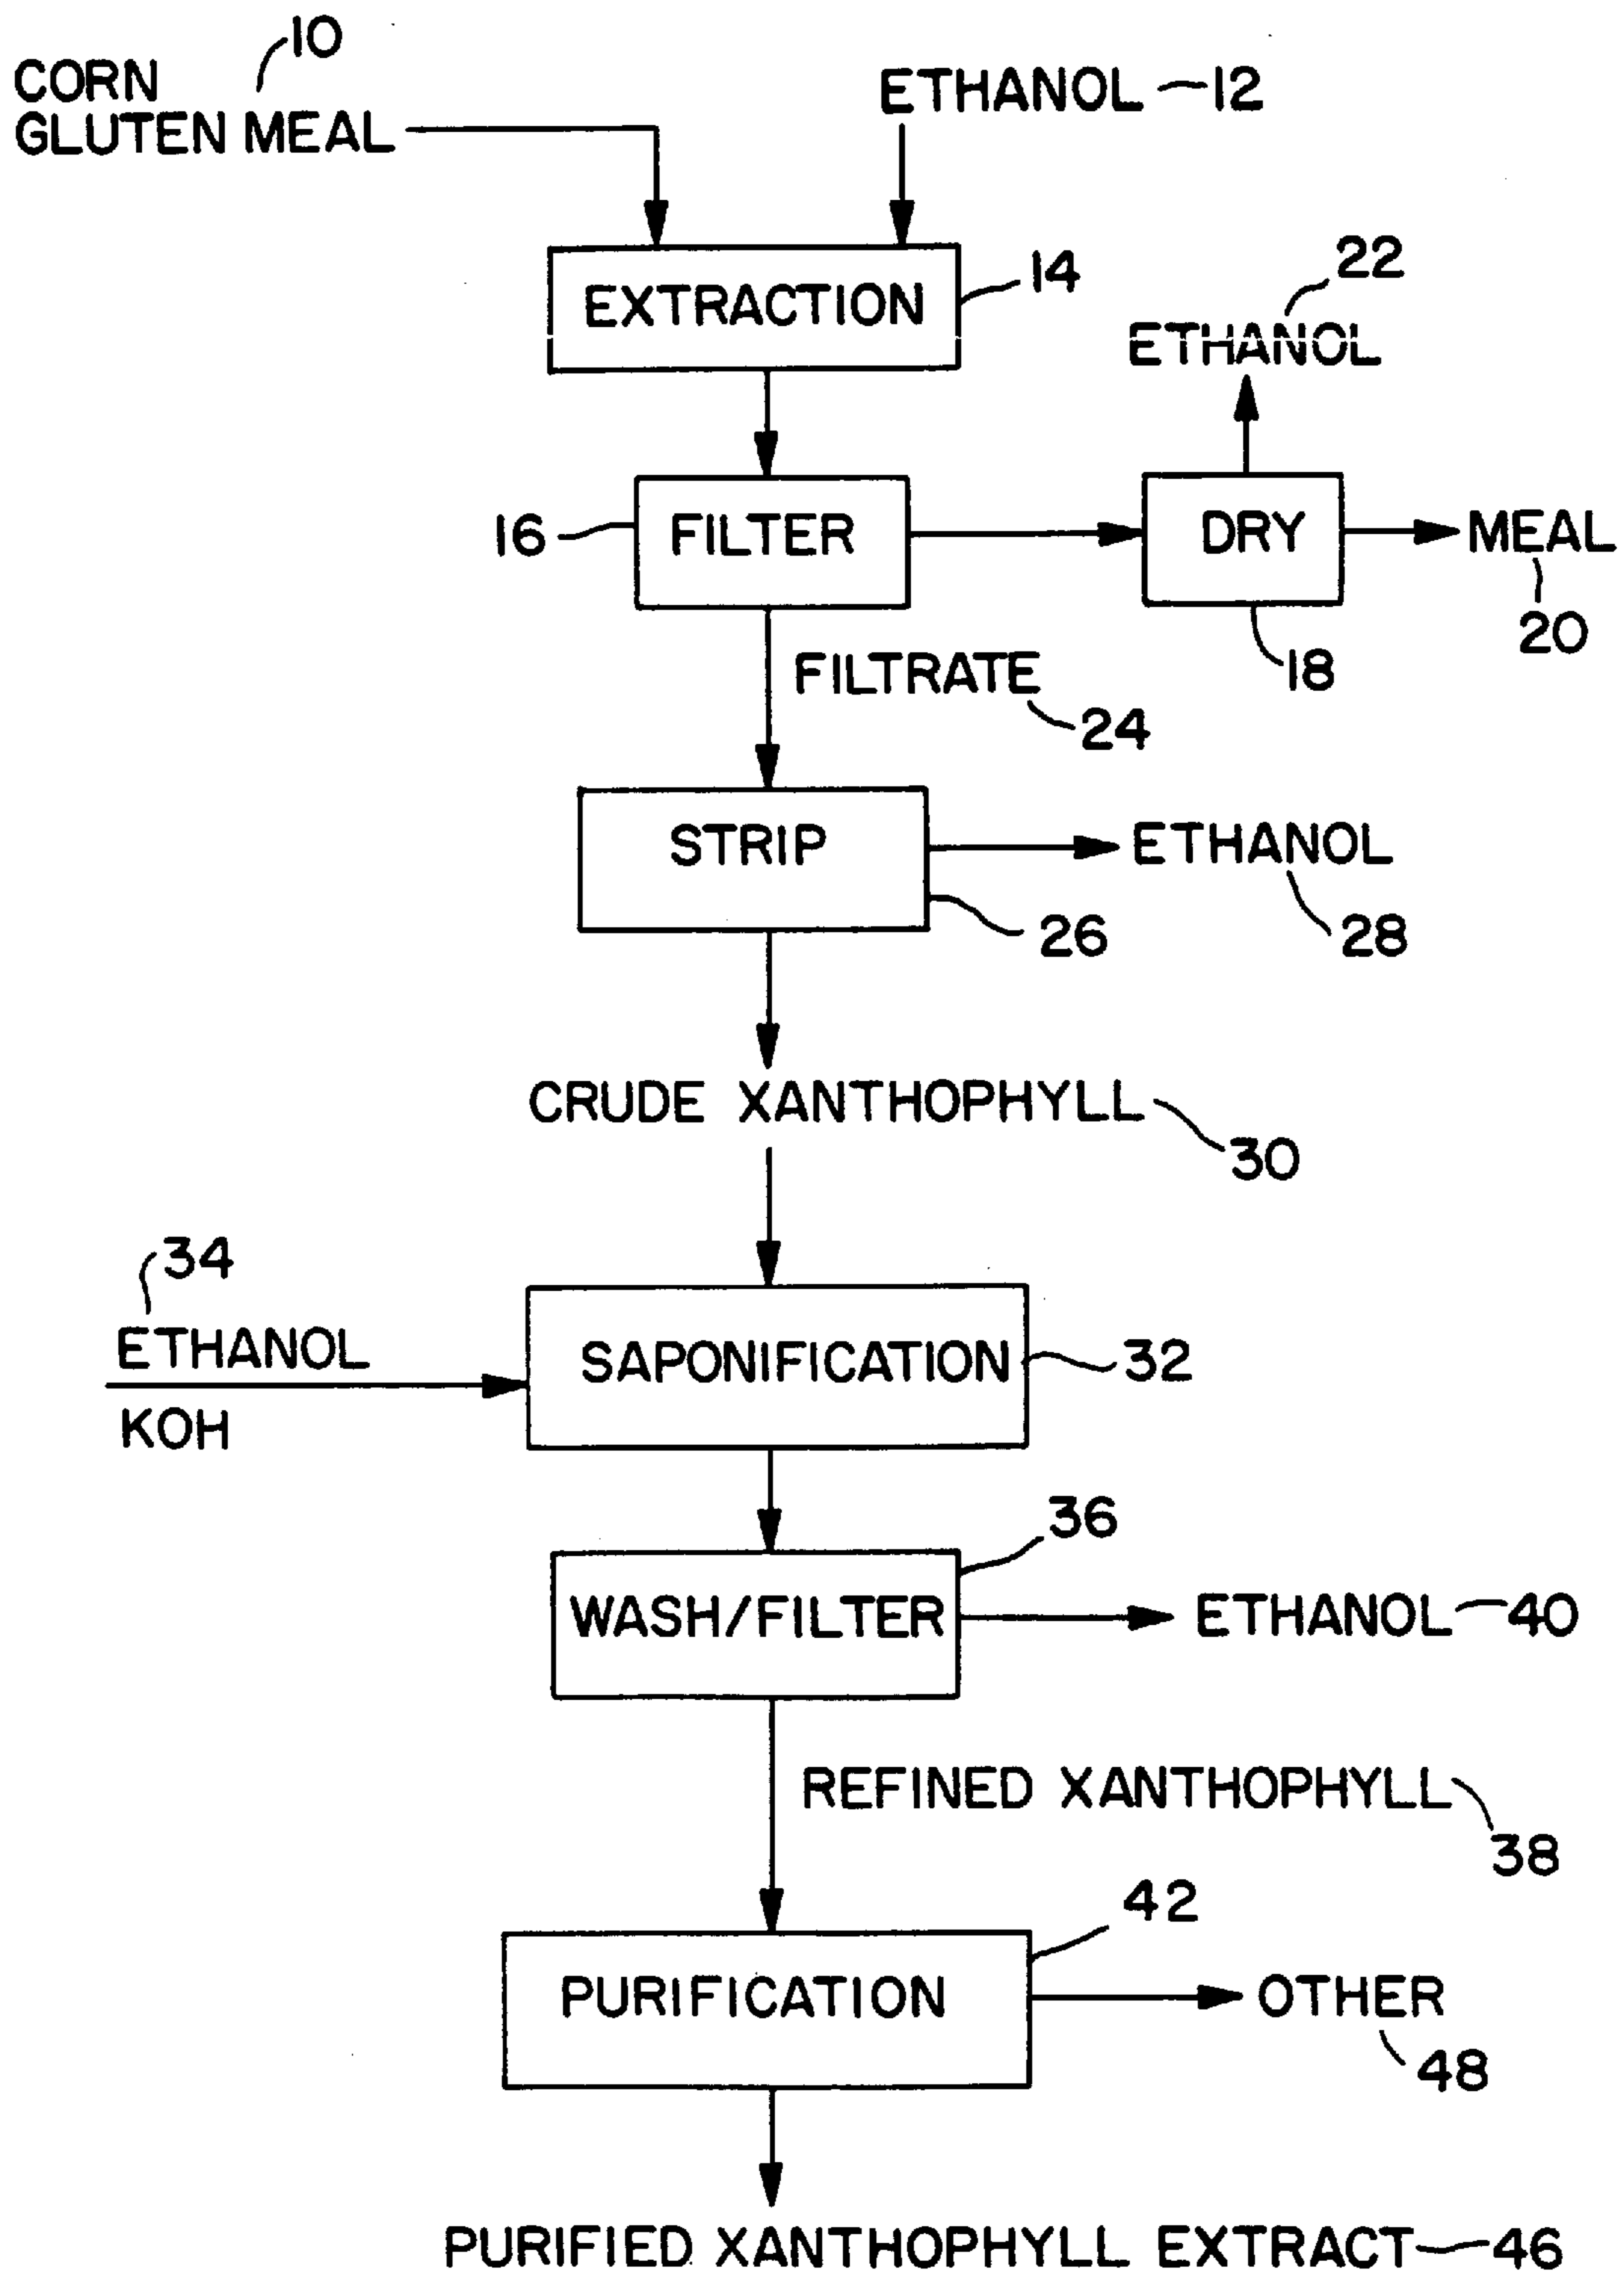 10
CORN
GLUTEN MEAL
ETHANOL 12
EXTRACTION
14
22
ETHANOL
16
FILTER
DRY
MEAL
20
18
FILTRATE
24
STRIP
ETHANOL
26
28
CRUDE XANTHOPHYLL
30
34
ETHANOL
KOH
SAPONIFICATION
32
36
WASH/FILTER
ETHANOL 40
REFINED XANTHOPHYLL
38
42
PURIFICATION
OTHER
48
PURIFIED XANTHOPHYLL EXTRACT 46